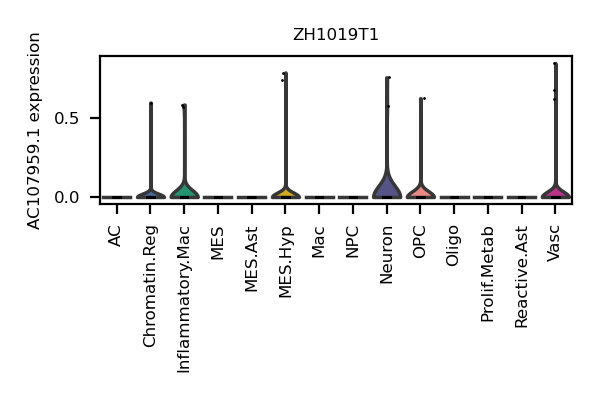 ZH1019T1
AC107959.1 expression
0.5
0.0
AC
Chromatin.Reg
Inflammatory.Mac
MES
MES.Ast
MES.Hyp
Mac
NPC
Neuron
OPC
Oligo
Prolif.Metab
Reactive.Ast
Vasc